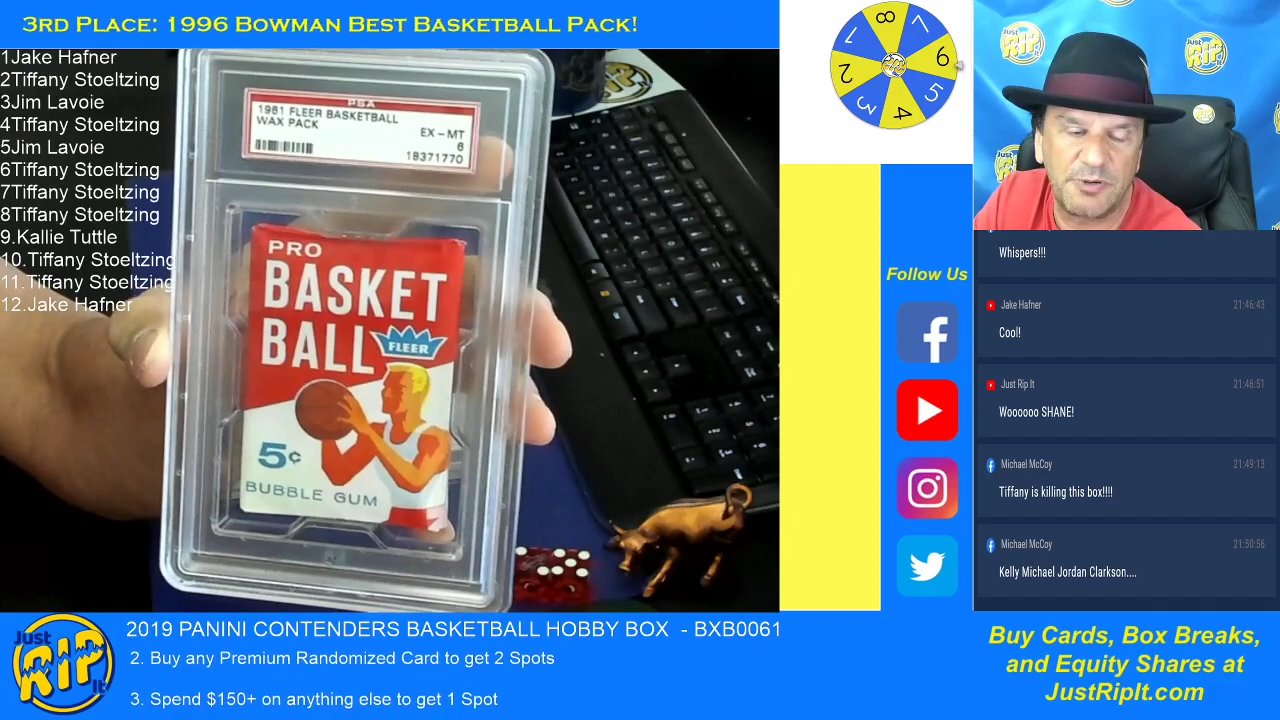 3RD PLACE: 1996 BOWMAN BEST BASKETBALL PACK!
1Jake Hafner
2Tiffany Stoeltzing
3Jim Lavoie
4Tiffany Stoeltzing
5Jim Lavoie
6Tiffany Stoeltzing
7Tiffany Stoeltzing
8Tiffany Stoeltzing
9.Kallie Tuttle
10.Tiffany Stoeltzing
11.Tiffany Stoeltzing
12.Jake Hafner
PSA
1961 FLEER BASKETBALL
WAX PACK
EX - MT
6
18371770
PRO
BASKET
BALL
FLEER
5¢
BUBBLE GUM
8
7
6
5
4
3
2
1
Just
RIP
It
Follow Us
Whispers!!!
Jake Hafner 21:46:43
Cool!
Just Rip It 21:46:51
Woooooo SHANE!
Michael McCoy 21:49:13
Tiffany is killing this box!!!!
Michael McCoy 21:50:56
Kelly Michael Jordan Clarkson....
Just
RIP
It
2019 PANINI CONTENDERS BASKETBALL HOBBY BOX - BXB0061
2. Buy any Premium Randomized Card to get 2 Spots
3. Spend $150+ on anything else to get 1 Spot
Buy Cards, Box Breaks,
and Equity Shares at
JustRipIt.com